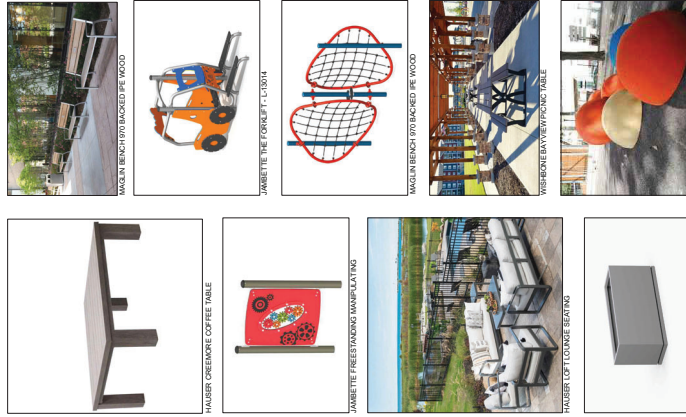 MAGLIN BENCH 970 BACKED IPE WOOD
JAMBETTE THE FORKLIFT - L-13014
MAGLIN BENCH 970 BACKED IPE WOOD
WISHBONE BAYVIEW PICNIC TABLE
HAUSER CREEMORE COFFEE TABLE
JAMBETTE FREESTANDING MANIPULATING
HAUSER LOFT LOUNGE SEATING